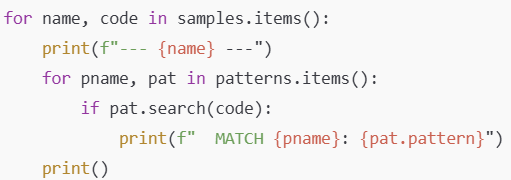 for name, code in samples.items():
    print(f"--- {name} ---")
    for pname, pat in patterns.items():
        if pat.search(code):
            print(f"  MATCH {pname}: {pat.pattern}")
    print()